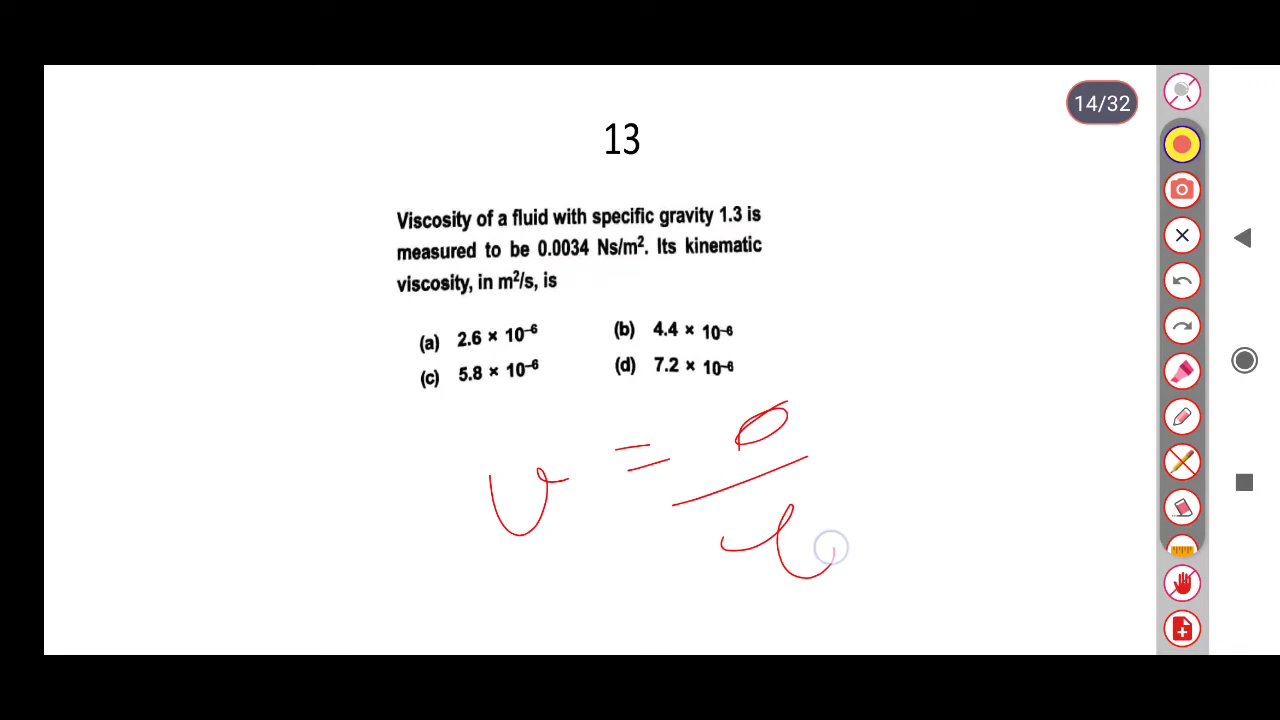 14/32
13
Viscosity of a fluid with specific gravity 1.3 is
measured to be 0.0034 Ns/m². Its kinematic
viscosity, in m²/s, is
(a) 2.6 × 10⁻⁶ (b) 4.4 × 10⁻⁶
(c) 5.8 × 10⁻⁶ (d) 7.2 × 10⁻⁶
ν =